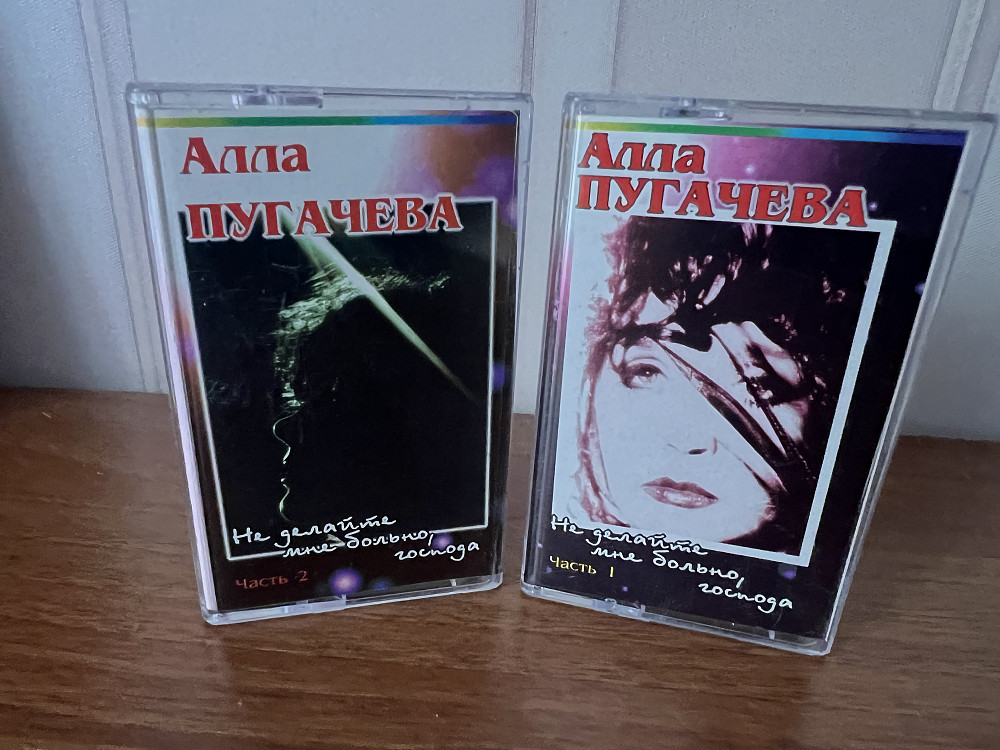 Алла
ПУГАЧЕВА
Не делайте
мне больно,
господа
Часть 2
Алла
ПУГАЧЕВА
Не делайте
мне больно,
господа
Часть 1